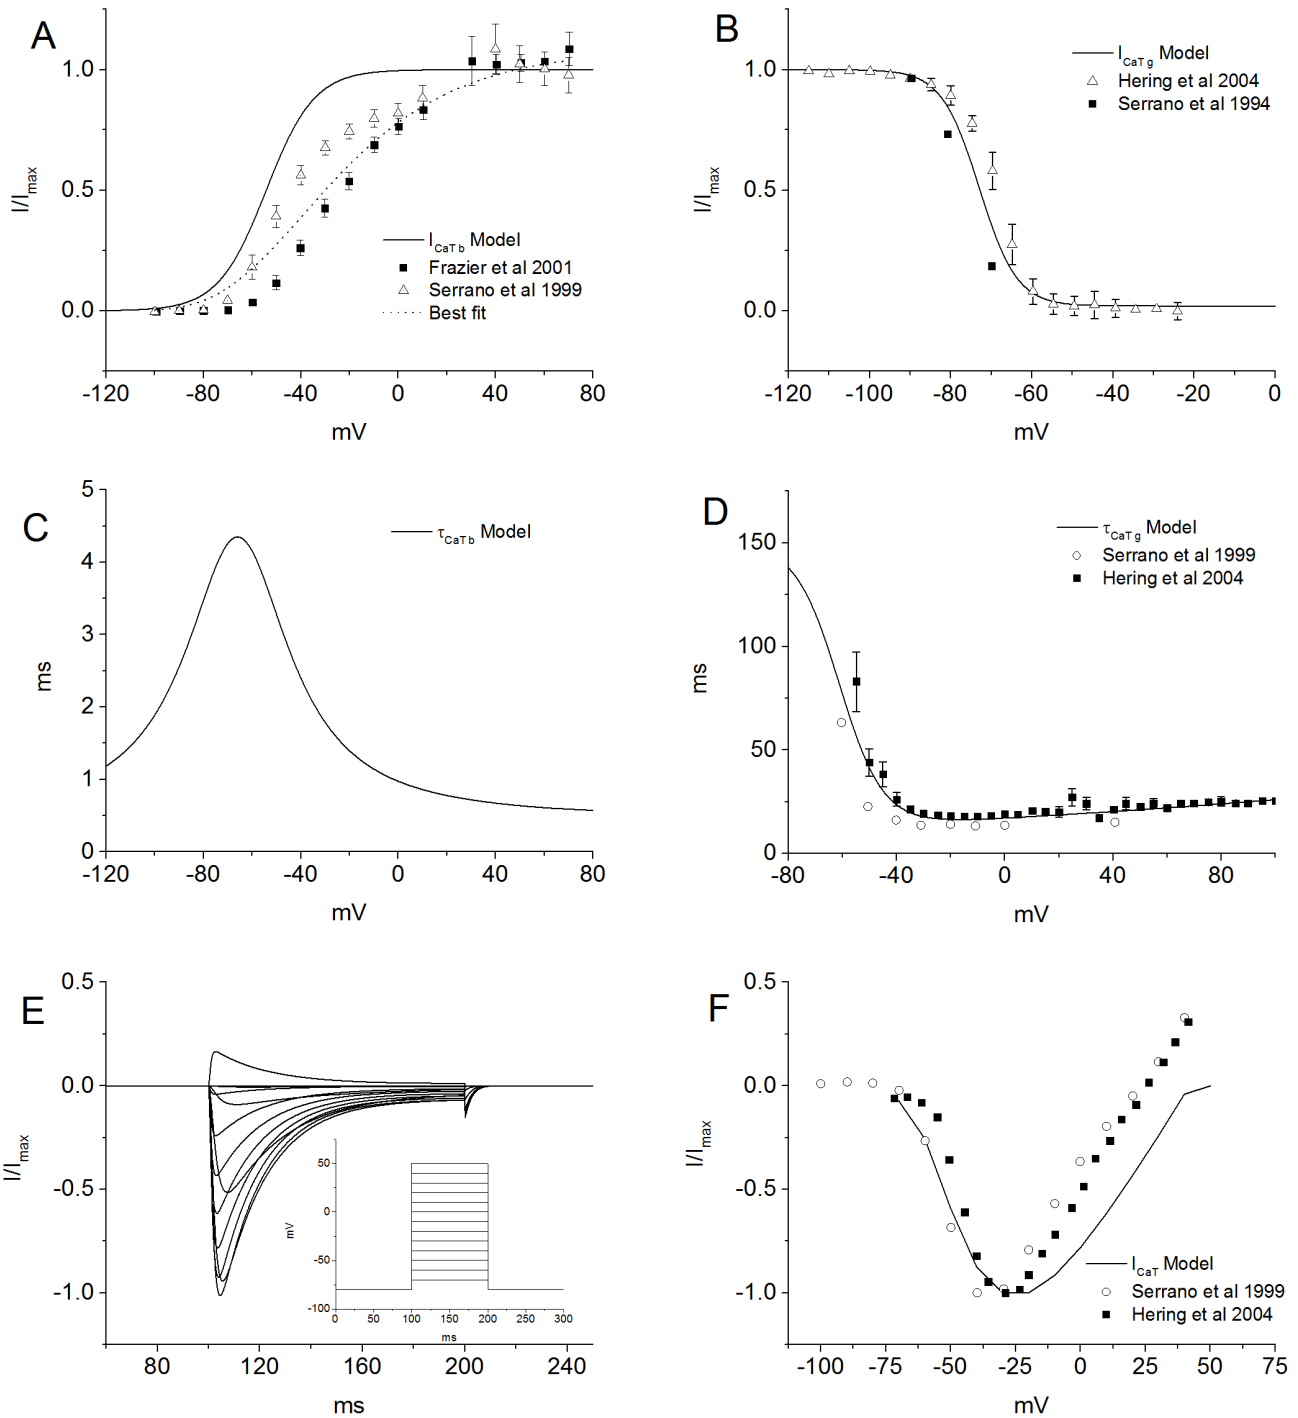 A
1.0
0.5
0.0
I/Imax
-120 -80 -40 0 40 80
mV
ICaT b Model
Frazier et al 2001
Serrano et al 1999
Best fit
B
1.0
0.5
0.0
I/Imax
-120 -100 -80 -60 -40 -20 0
mV
ICaT g Model
Hering et al 2004
Serrano et al 1994
C
5
4
3
2
1
0
ms
-120 -80 -40 0 40 80
mV
τCaT b Model
D
150
100
50
0
ms
-80 -40 0 40 80
mV
τCaT g Model
Serrano et al 1999
Hering et al 2004
E
0.5
0.0
-0.5
-1.0
I/Imax
80 120 160 200 240
ms
50
0
-50
-100
mV
0 50 100 150 200 250 300
ms
F
0.5
0.0
-0.5
-1.0
I/Imax
-100 -75 -50 -25 0 25 50 75
mV
ICaT Model
Serrano et al 1999
Hering et al 2004